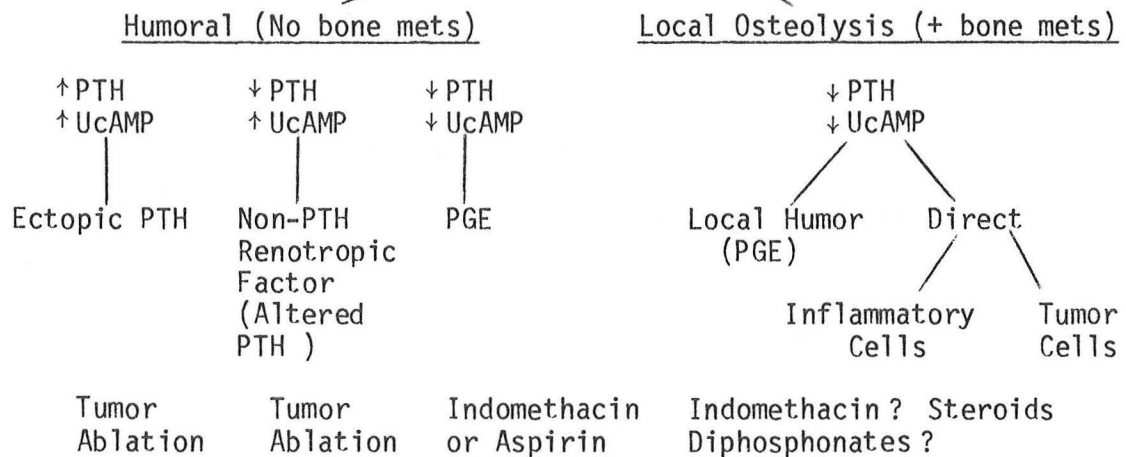 Humoral (No bone mets) Local Osteolysis (+ bone mets)
↑ PTH ↓ PTH ↓ PTH ↓ PTH
↑ UcAMP ↑ UcAMP ↓ UcAMP ↓ UcAMP
Ectopic PTH Non-PTH PGE Local Humor Direct
Renotropic (PGE)
Factor
(Altered Inflammatory Tumor
PTH ) Cells Cells
Tumor Tumor Indomethacin Indomethacin ? Steroids
Ablation Ablation or Aspirin Diphosphonates ?